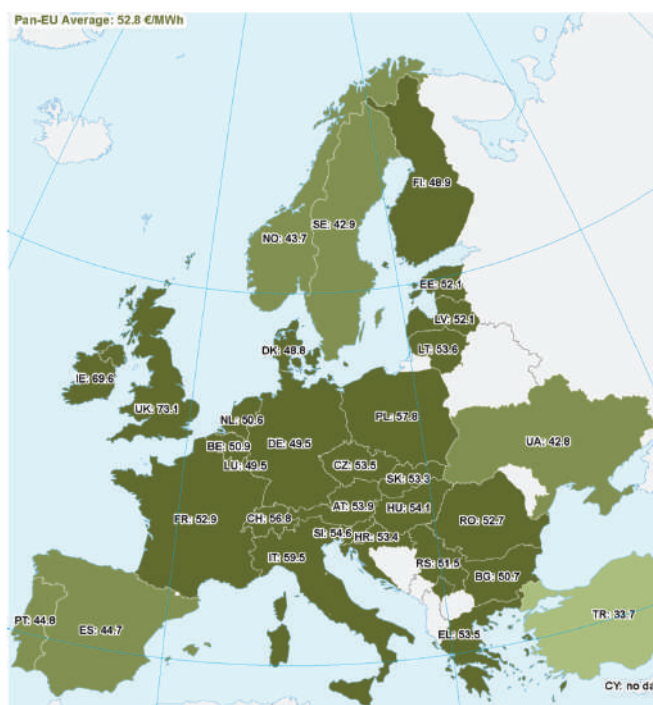 Pan-EU Average: 52.8 €/MWh
FI: 48.9
SE: 42.9
NO: 43.7
EE: 52.1
LV: 52.1
LT: 53.6
DK: 48.8
IE: 69.6
UK: 73.1
NL: 50.6
PL: 57.8
BE: 50.9
DE: 49.5
UA: 42.8
LU: 49.5
CZ: 53.5
SK: 53.3
AT: 53.9
HU: 54.1
FR: 52.9
CH: 56.8
RO: 52.7
SI: 54.6
HR: 53.4
IT: 59.5
RS: 51.5
BG: 50.7
PT: 44.8
ES: 44.7
TR: 33.7
EL: 53.5
CY: no da